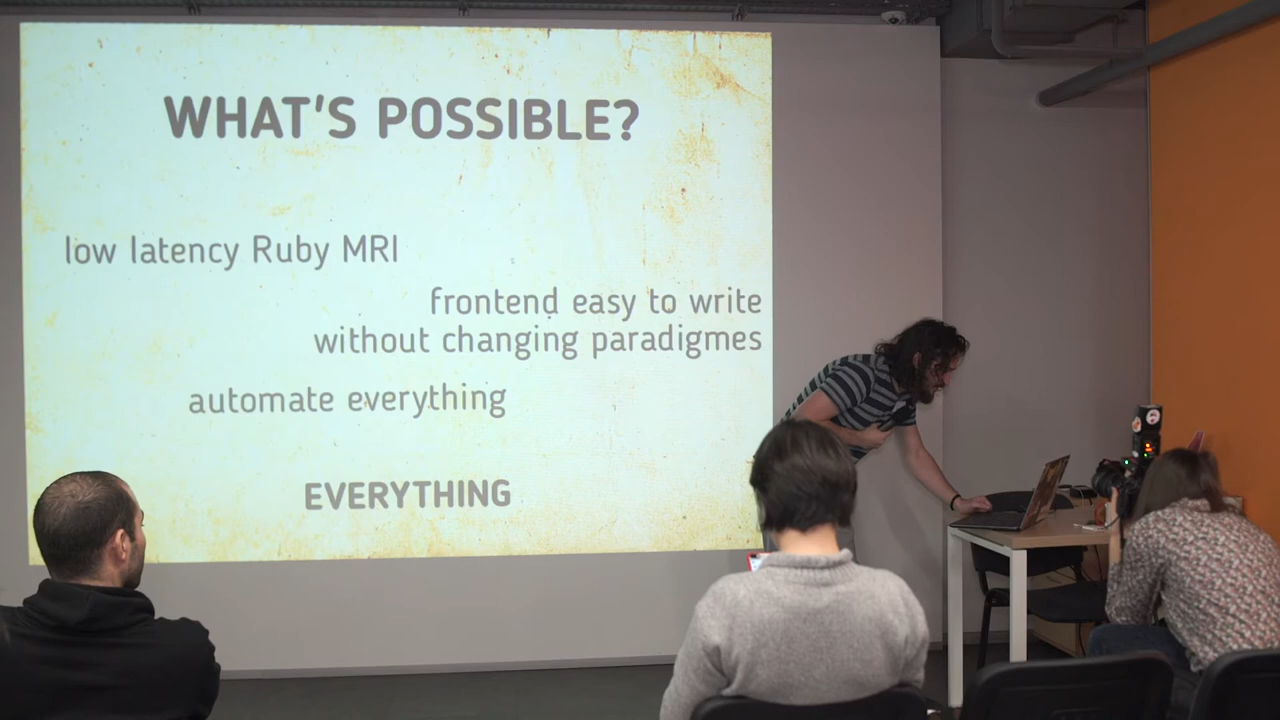 WHAT'S POSSIBLE?
low latency Ruby MRI
frontend easy to write
without changing paradigmes
automate everything
EVERYTHING